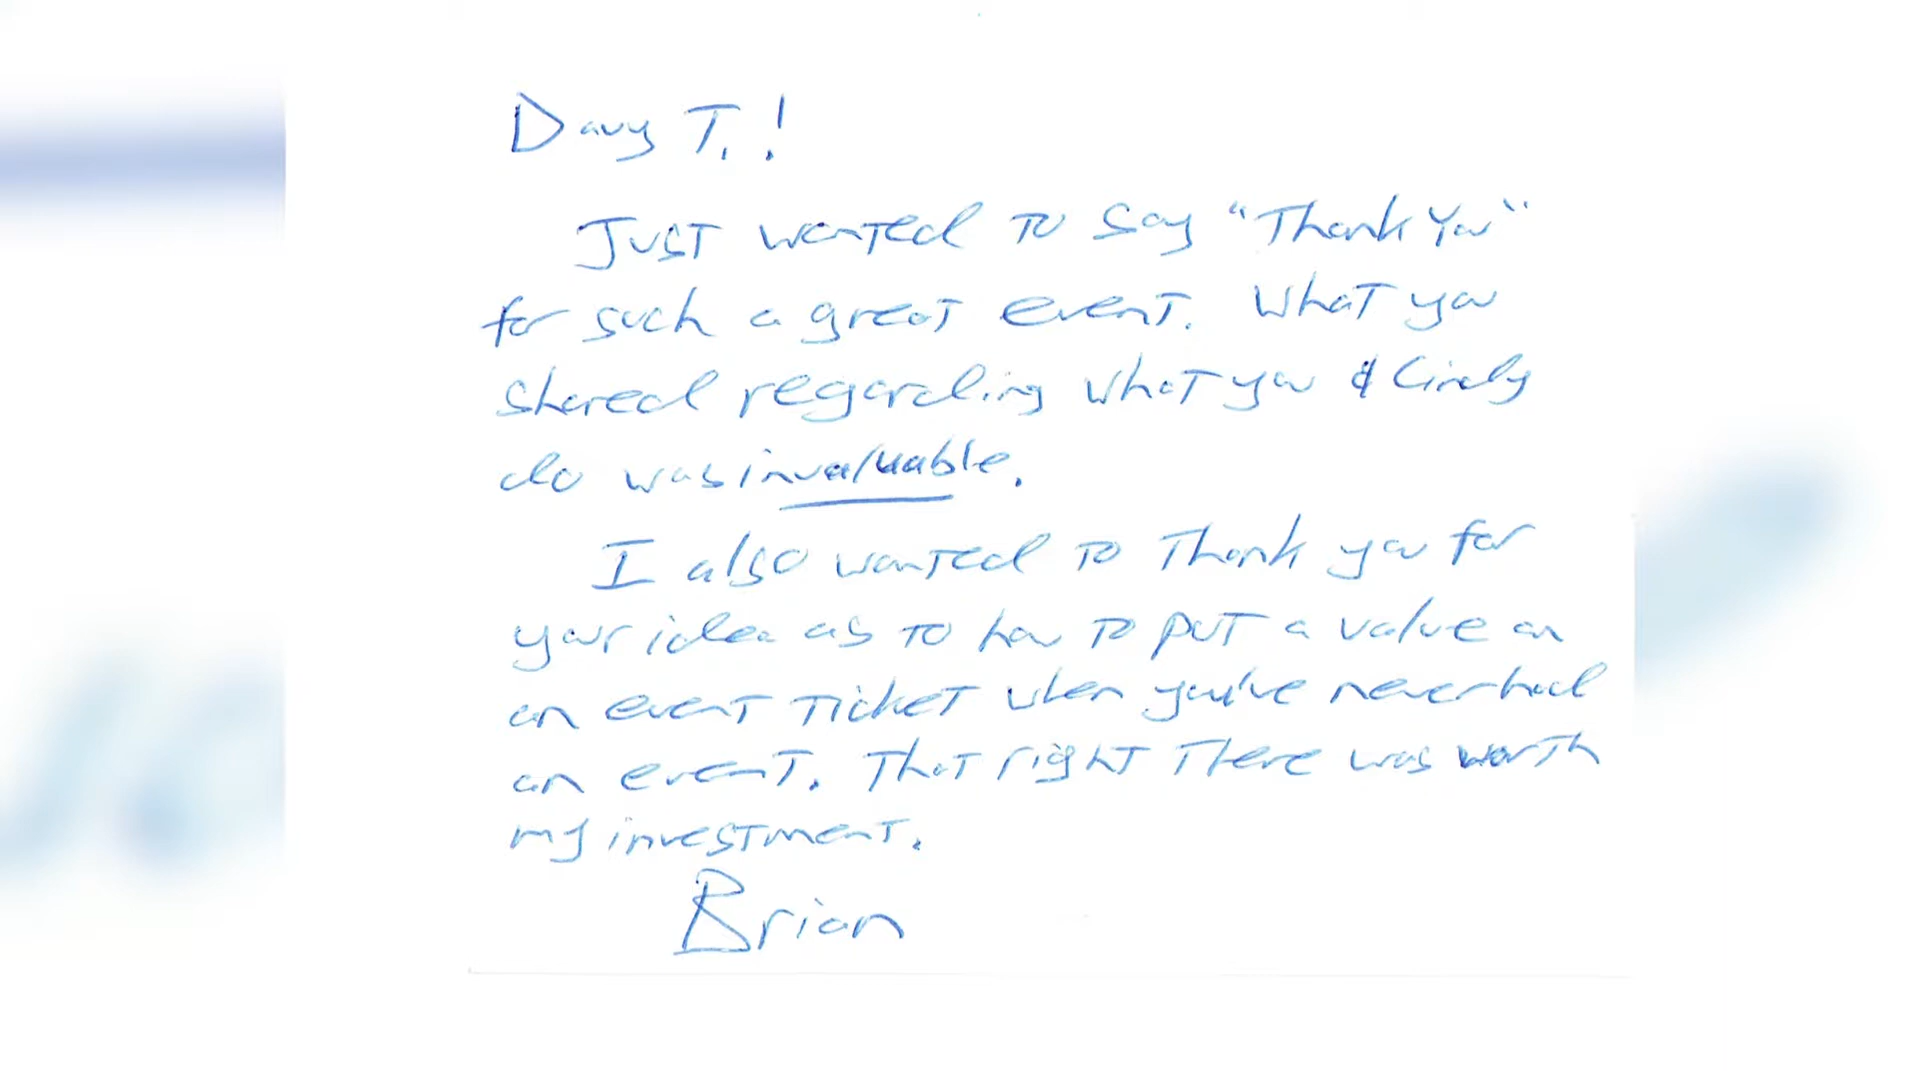 Davy T.!
Just wanted to say "Thank You"
for such a great event. What you
shared regarding what you & Cindy
do was invaluable.
I also wanted to thank you for
your idea as to how to put a value on
an event ticket when you've never had
an event. That right there was worth
my investment.
Brian